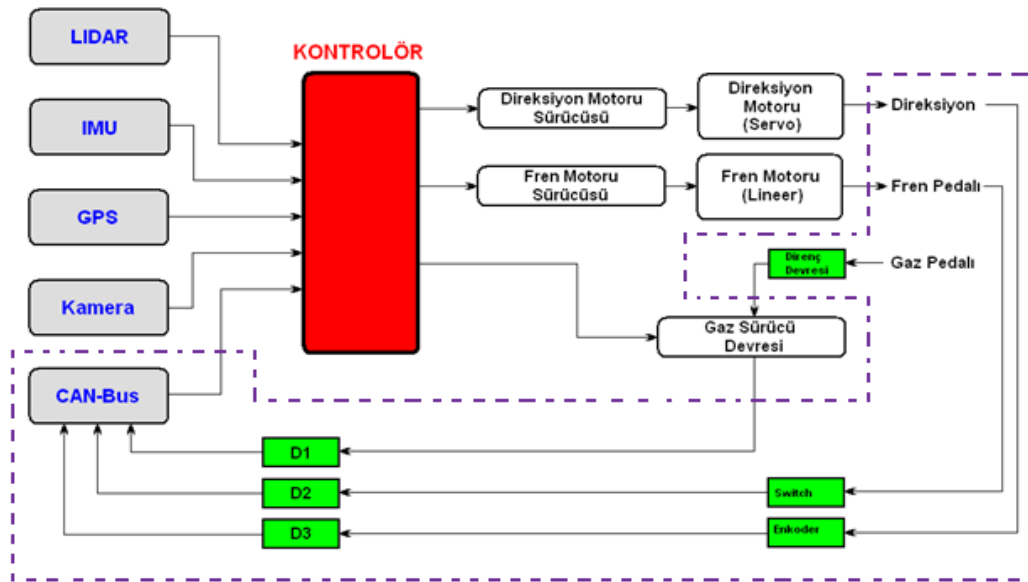 LIDAR
IMU
GPS
Kamera
CAN-Bus
KONTROLÖR
Direksiyon Motoru
Sürücüsü
Direksiyon
Motoru
(Servo)
Direksiyon
Fren Motoru
Sürücüsü
Fren Motoru
(Lineer)
Fren Pedalı
Direnç
Devresi
Gaz Pedalı
Gaz Sürücü
Devresi
D1
D2
Switch
D3
Enkoder